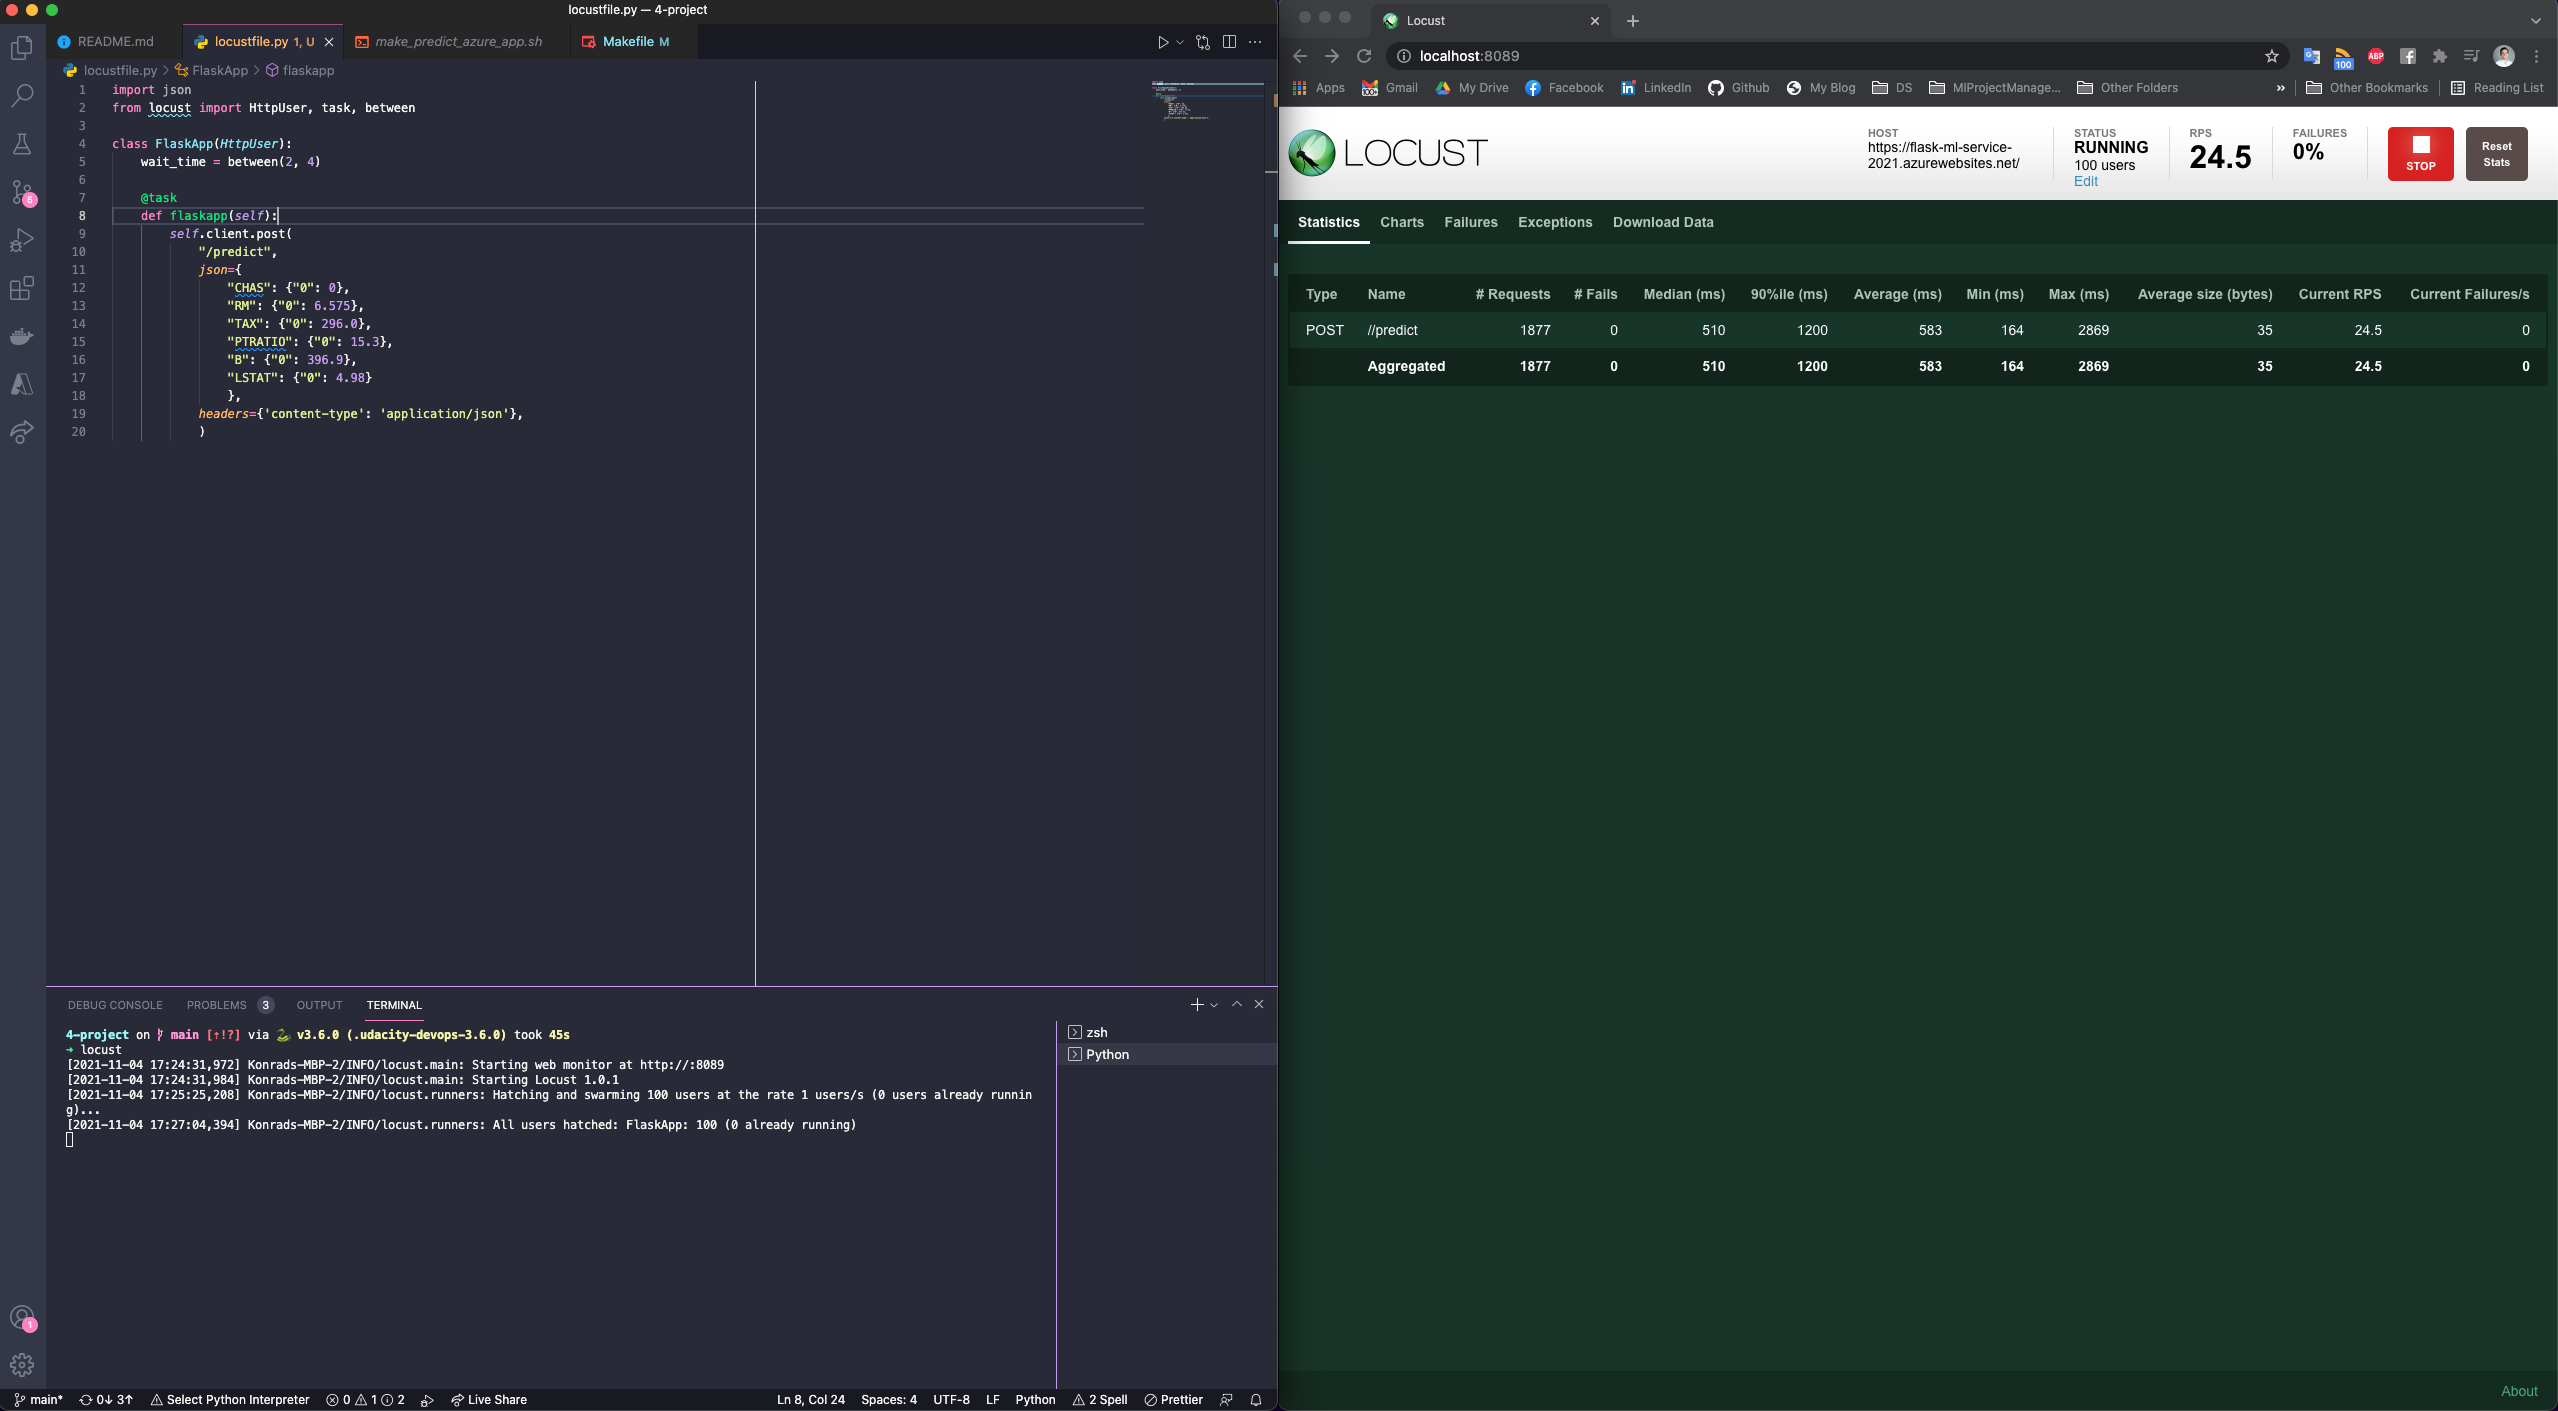 locustfile.py — 4-project
README.md
locustfile.py 1, U
make_predict_azure_app.sh
Makefile M
locustfile.py > FlaskApp > flaskapp
1 import json
2 from locust import HttpUser, task, between
3
4 class FlaskApp(HttpUser):
5 wait_time = between(2, 4)
6
7 @task
8 def flaskapp(self):
9 self.client.post(
10 "/predict",
11 json={
12 "CHAS": {"0": 0},
13 "RM": {"0": 6.575},
14 "TAX": {"0": 296.0},
15 "PTRATIO": {"0": 15.3},
16 "B": {"0": 396.9},
17 "LSTAT": {"0": 4.98}
18 },
19 headers={'content-type': 'application/json'},
20 )
5
1
DEBUG CONSOLE PROBLEMS 3 OUTPUT TERMINAL
4-project on main [⇡!?] via v3.6.0 (.udacity-devops-3.6.0) took 45s
→ locust
[2021-11-04 17:24:31,972] Konrads-MBP-2/INFO/locust.main: Starting web monitor at http://:8089
[2021-11-04 17:24:31,984] Konrads-MBP-2/INFO/locust.main: Starting Locust 1.0.1
[2021-11-04 17:25:25,208] Konrads-MBP-2/INFO/locust.runners: Hatching and swarming 100 users at the rate 1 users/s (0 users already runnin
g)...
[2021-11-04 17:27:04,394] Konrads-MBP-2/INFO/locust.runners: All users hatched: FlaskApp: 100 (0 already running)
zsh
Python
main* 0↓ 3↑ Select Python Interpreter 0 1 2 Live Share Ln 8, Col 24 Spaces: 4 UTF-8 LF Python 2 Spell Prettier
Locust
localhost:8089
100
ABP
Apps Gmail My Drive Facebook LinkedIn Github My Blog DS MlProjectManage... Other Folders » Other Bookmarks Reading List
LOCUST
HOST
https://flask-ml-service-
2021.azurewebsites.net/
STATUS
RUNNING
100 users
Edit
RPS
24.5
FAILURES
0%
STOP
Reset
Stats
Statistics Charts Failures Exceptions Download Data
Type Name # Requests # Fails Median (ms) 90%ile (ms) Average (ms) Min (ms) Max (ms) Average size (bytes) Current RPS Current Failures/s
POST //predict 1877 0 510 1200 583 164 2869 35 24.5 0
Aggregated 1877 0 510 1200 583 164 2869 35 24.5 0
About